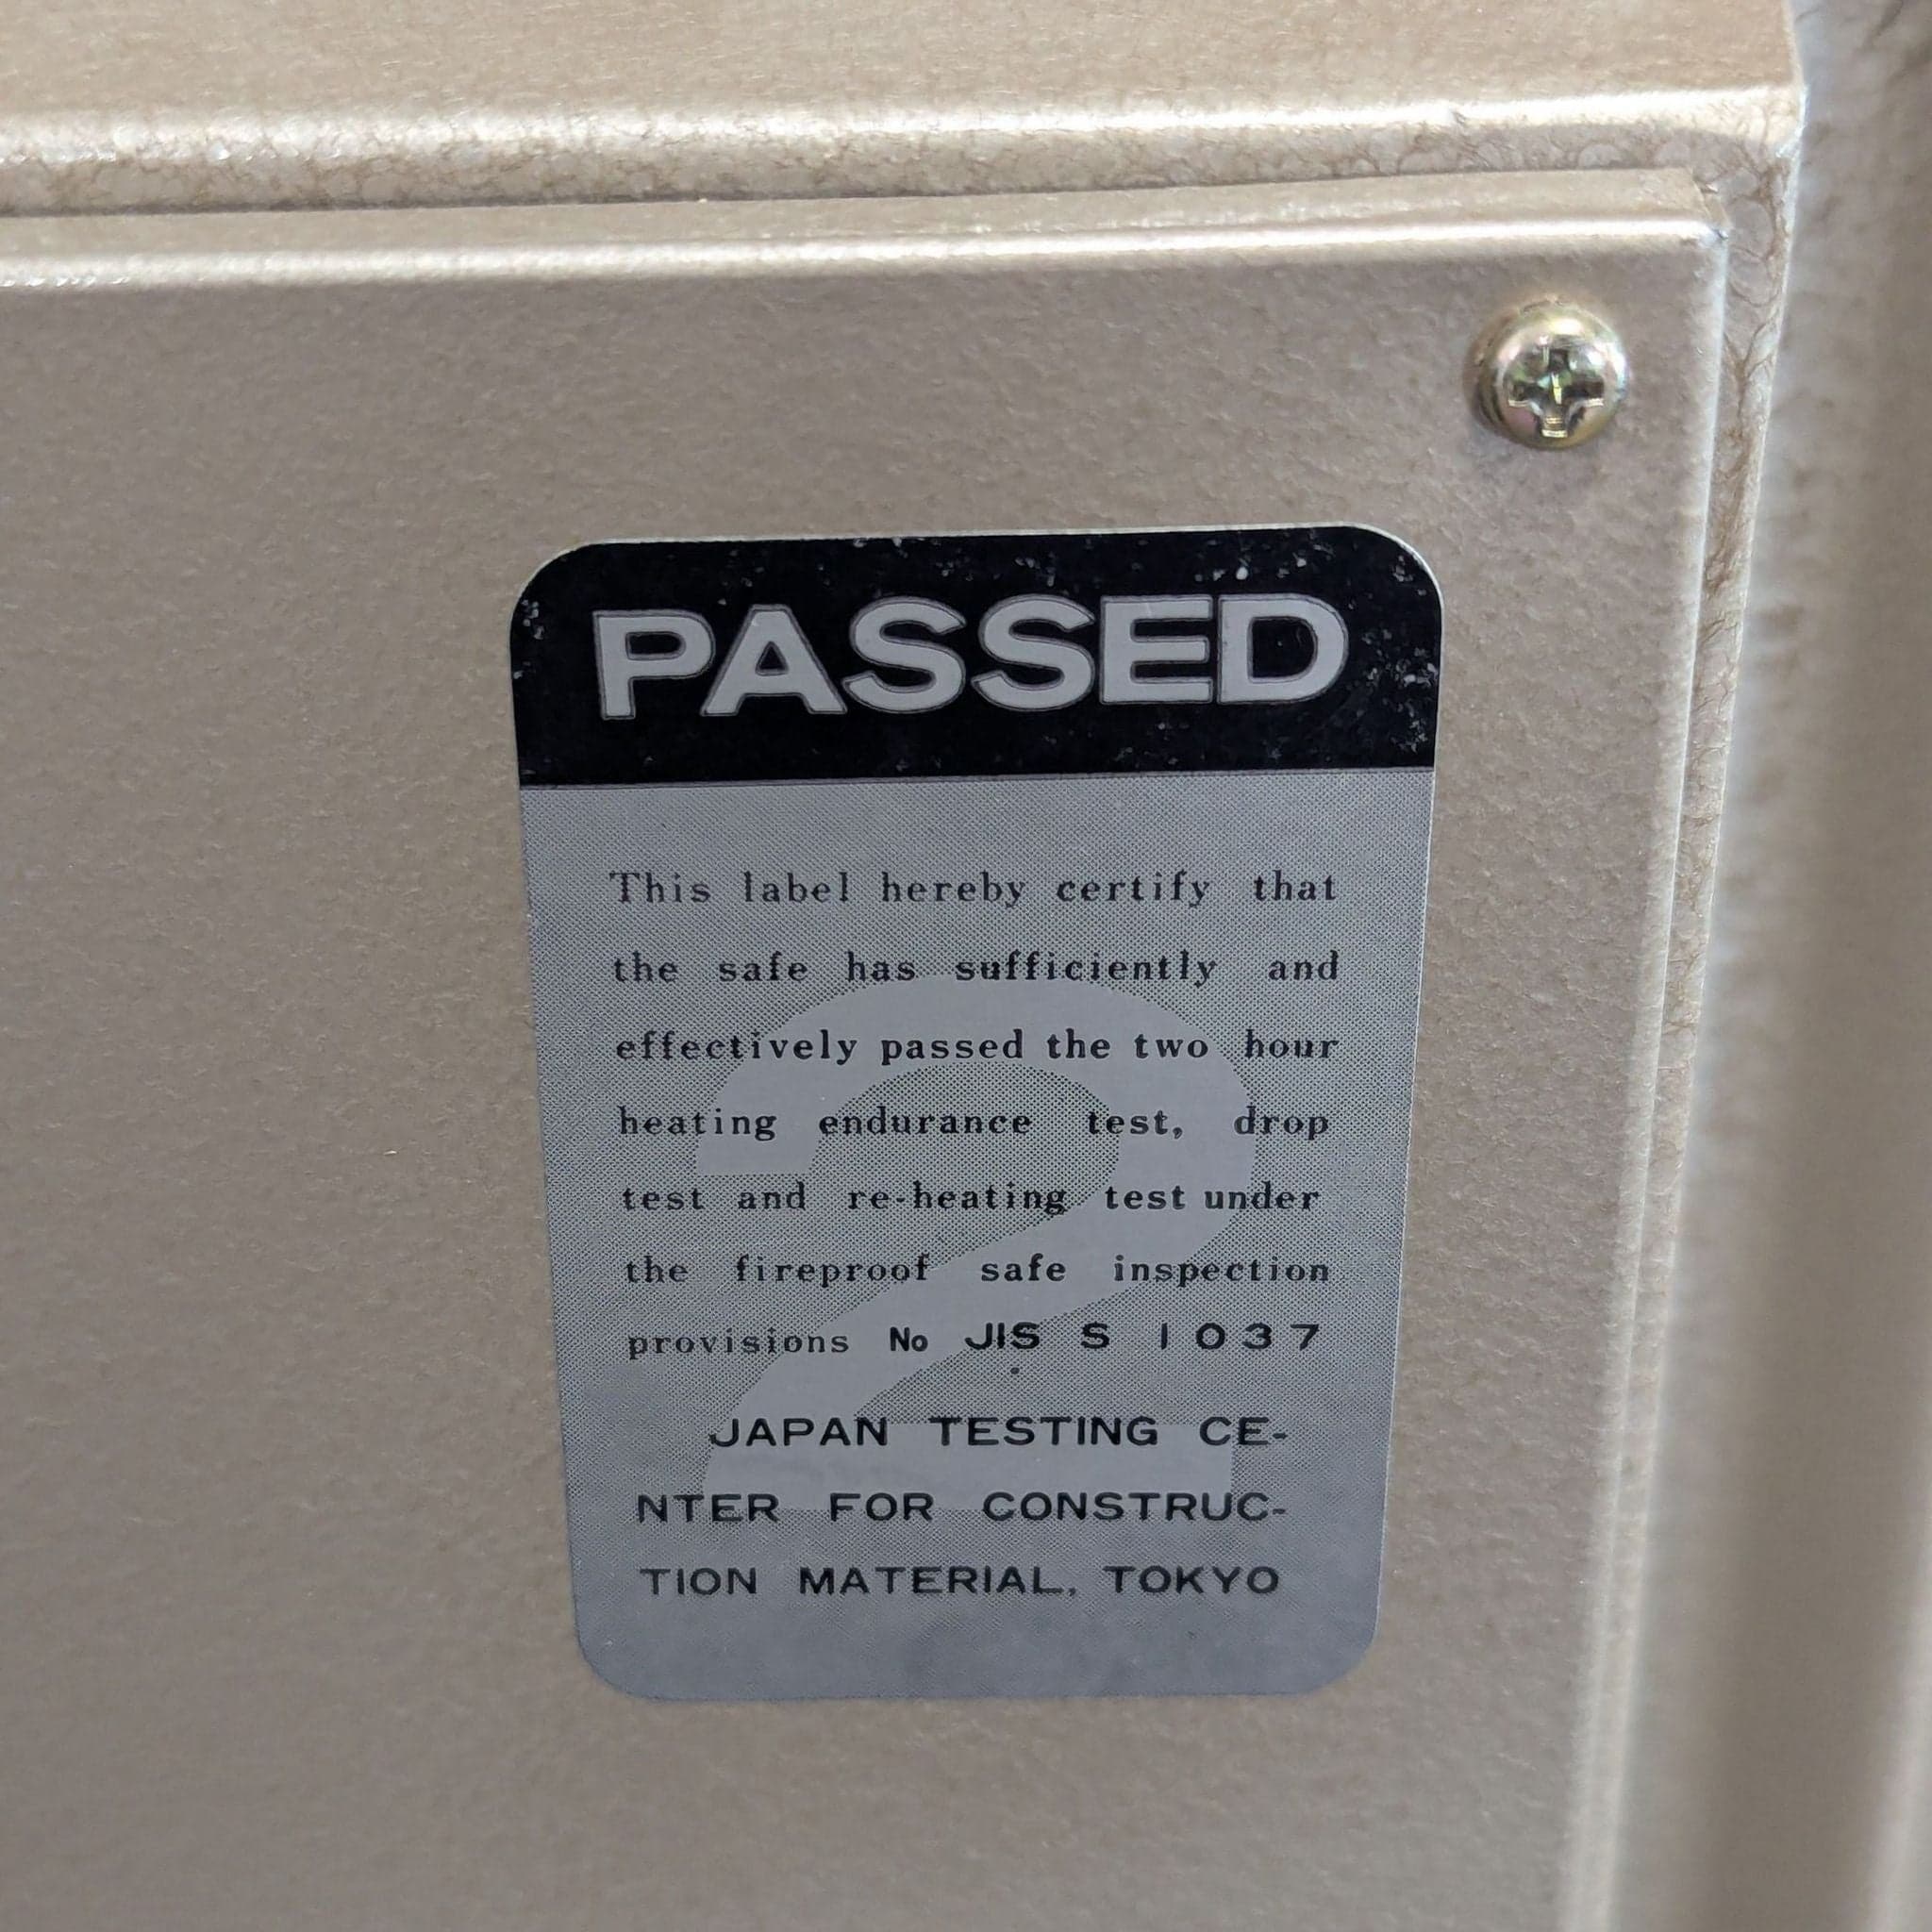 PASSED
This label hereby certify that
the safe has sufficiently and
effectively passed the two hour
heating endurance test, drop
test and re-heating test under
the fireproof safe inspection
provisions No JIS S 1037
JAPAN TESTING CE-
NTER FOR CONSTRUC-
TION MATERIAL, TOKYO
2